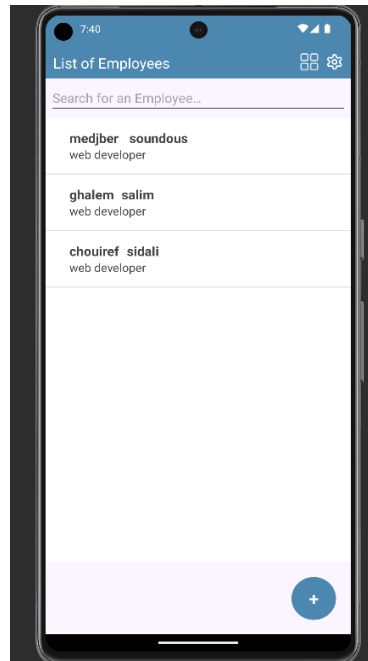 7:40
List of Employees
Search for an Employee...
medjber soundous
web developer
ghalem salim
web developer
chouiref sidali
web developer
+